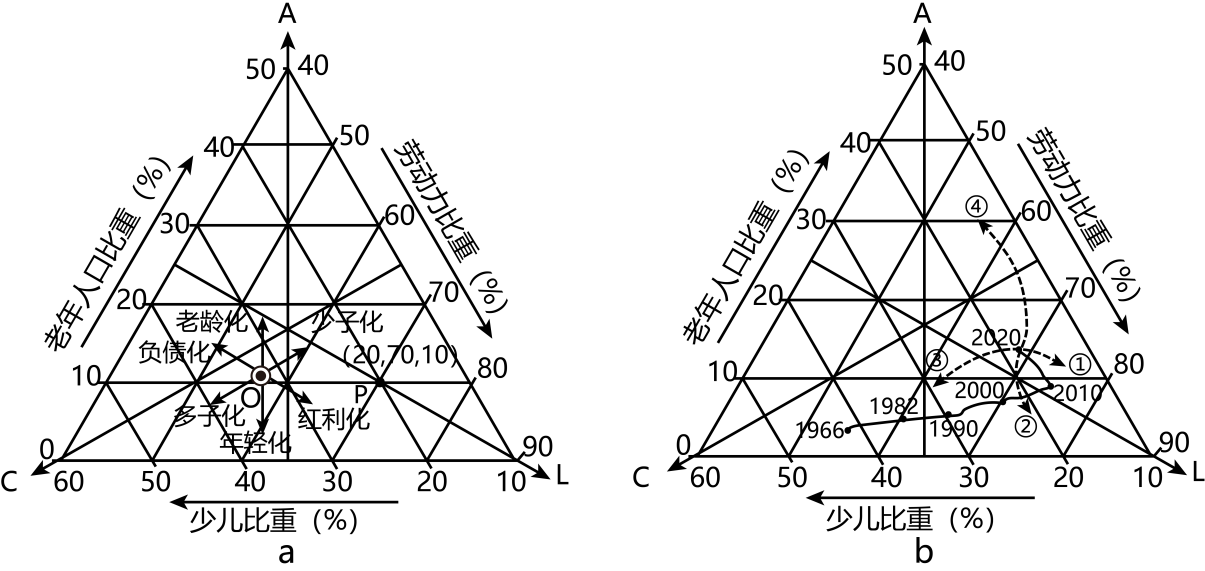 A
50 40
40 50
30 60
20 70
10 80
0 90
C 60 50 40 30 20 10 L
老年人口比重（%）
劳动力比重（%）
少儿比重（%）
老龄化 少子化
负债化 （20,70,10）
O P
多子化 红利化
年轻化
a
A
50 40
40 50
30 60
20 70
10 80
0 90
C 60 50 40 30 20 10 L
老年人口比重（%）
劳动力比重（%）
少儿比重（%）
④
2020
③ ①
2000 2010
1982
1966 1990 ②
b